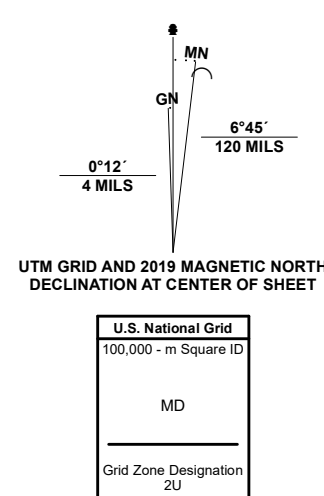 MN
GN
6°45´
120 MILS
0°12´
4 MILS
UTM GRID AND 2019 MAGNETIC NORTH
DECLINATION AT CENTER OF SHEET
U.S. National Grid
100,000 - m Square ID
MD
Grid Zone Designation
2U